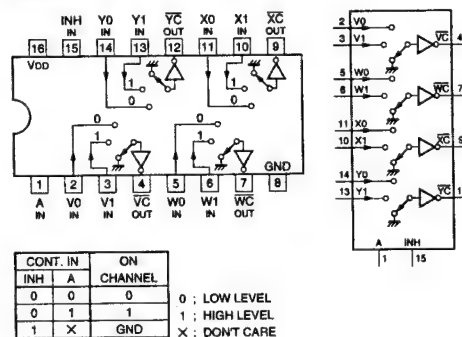 INH Y0 Y1 YC X0 X1 XC
IN IN IN OUT IN IN OUT
16 15 14 13 12 11 10 9
VDD
1 1
0 0
0 0
1 1
GND
1 2 3 4 5 6 7 8
A V0 V1 VC W0 W1 WC
IN IN IN OUT IN IN OUT
2 V0
3 V1 VC 4
5 W0
6 W1 WC 7
11 X0
10 X1 XC 9
14 Y0
13 Y1 YC 1
A INH
1 15
CONT. IN ON
INH A CHANNEL
0 0 0
0 1 1
1 X GND
0 ; LOW LEVEL
1 ; HIGH LEVEL
X ; DON'T CARE